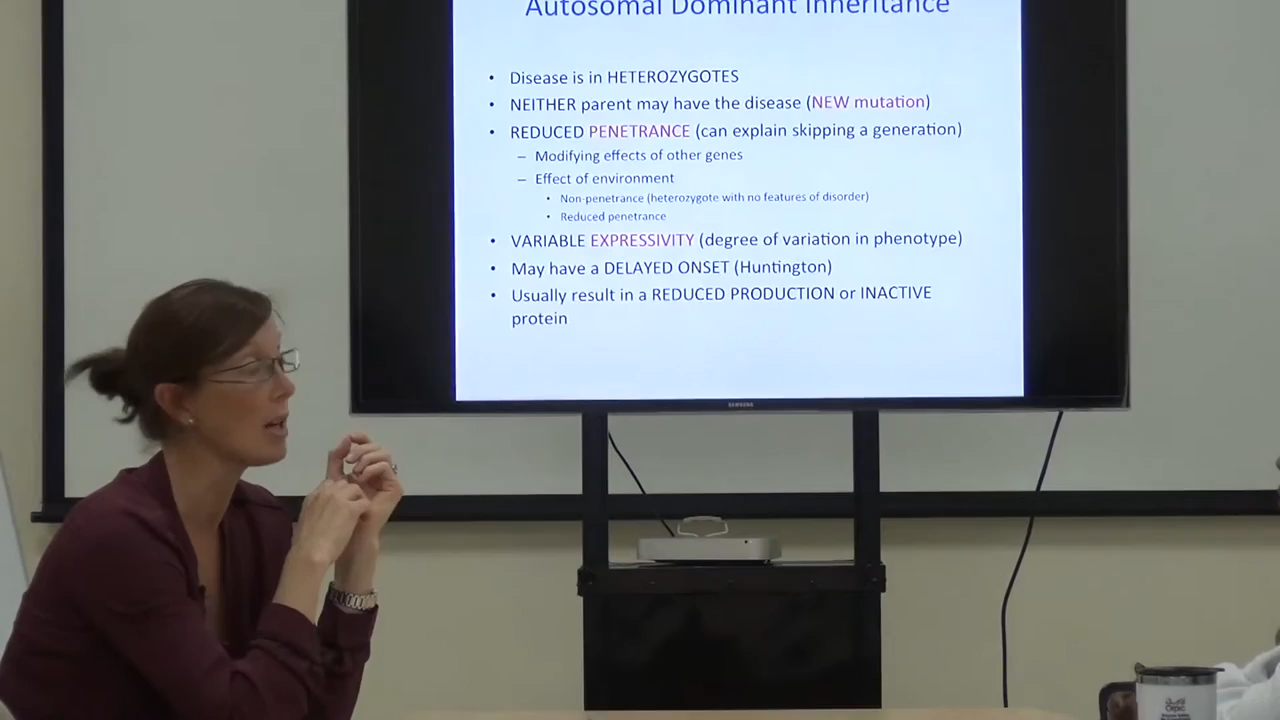 Autosomal Dominant Inheritance
• Disease is in HETEROZYGOTES
• NEITHER parent may have the disease (NEW mutation)
• REDUCED PENETRANCE (can explain skipping a generation)
– Modifying effects of other genes
– Effect of environment
• Non-penetrance (heterozygote with no features of disorder)
• Reduced penetrance
• VARIABLE EXPRESSIVITY (degree of variation in phenotype)
• May have a DELAYED ONSET (Huntington)
• Usually result in a REDUCED PRODUCTION or INACTIVE
protein
SAMSUNG